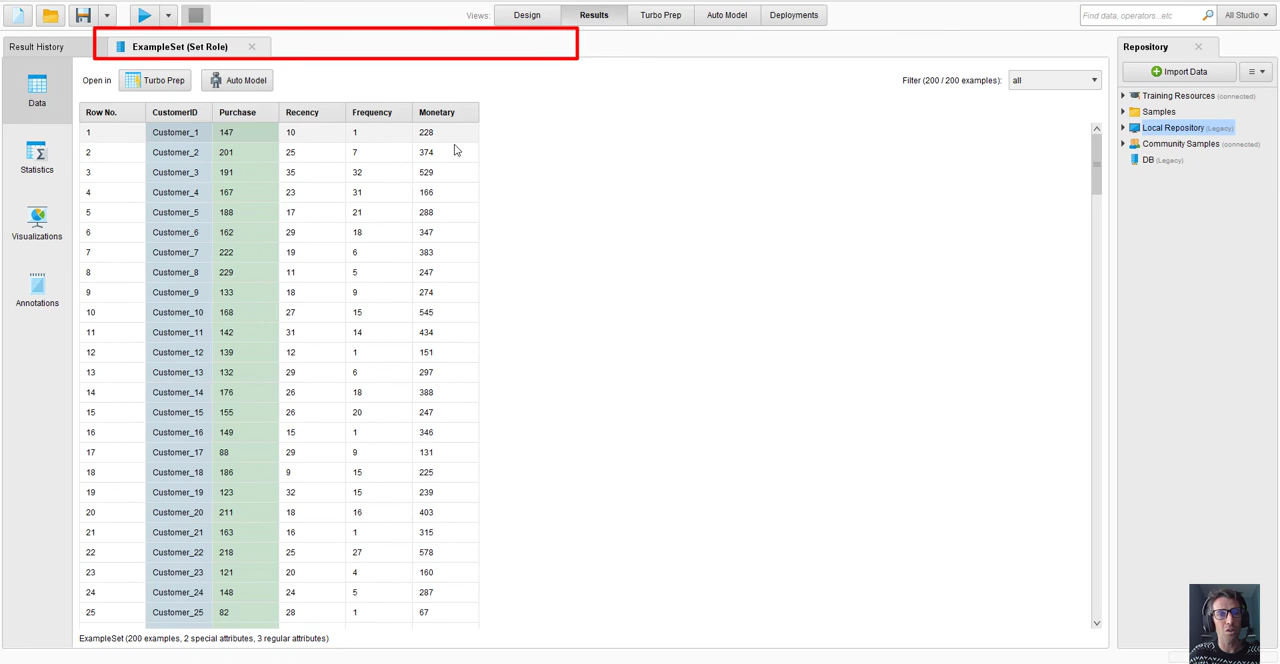 Views: Design Results Turbo Prep Auto Model Deployments Find data, operators...etc All Studio
Result History ExampleSet (Set Role) Repository
Open in Turbo Prep Auto Model Filter (200 / 200 examples): all Import Data
Data
Statistics
Visualizations
Annotations
Row No. CustomerID Purchase Recency Frequency Monetary
1 Customer_1 147 10 1 228
2 Customer_2 201 25 7 374
3 Customer_3 191 35 32 529
4 Customer_4 167 23 31 166
5 Customer_5 188 17 21 288
6 Customer_6 162 29 18 347
7 Customer_7 222 19 6 383
8 Customer_8 229 11 5 247
9 Customer_9 133 18 9 274
10 Customer_10 168 27 15 545
11 Customer_11 142 31 14 434
12 Customer_12 139 12 1 151
13 Customer_13 132 29 6 297
14 Customer_14 176 26 18 388
15 Customer_15 155 26 20 247
16 Customer_16 149 15 1 346
17 Customer_17 88 29 9 131
18 Customer_18 186 9 15 225
19 Customer_19 123 32 15 239
20 Customer_20 211 18 16 403
21 Customer_21 163 16 1 315
22 Customer_22 218 25 27 578
23 Customer_23 121 20 4 160
24 Customer_24 148 24 5 287
25 Customer_25 82 28 1 67
ExampleSet (200 examples, 2 special attributes, 3 regular attributes)
Training Resources (connected)
Samples
Local Repository (Legacy)
Community Samples (connected)
DB (Legacy)